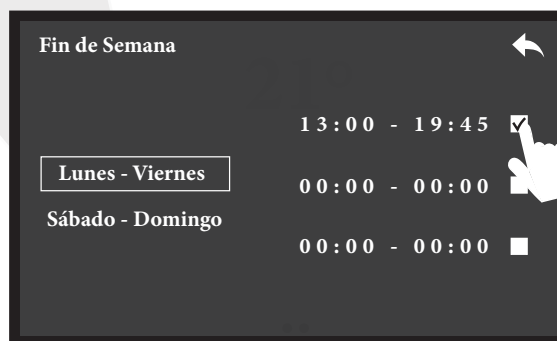 Fin de Semana
13:00 - 19:45
Lunes - Viernes
00:00 - 00:00
Sábado - Domingo
00:00 - 00:00